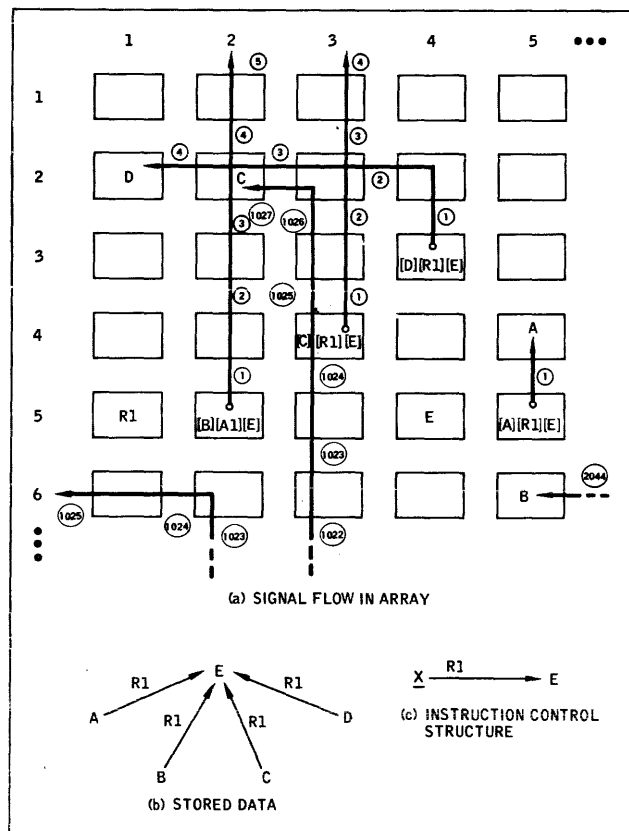 1 2 3 4 5 •••
⑤ ④
1
④ ③
2 D ④ C ③ ② A
1027 1026 ③ ② ①
3 [D][R1][E]
② 1025 ①
4 [C][R1][E] A
① 1024 ①
5 R1 [B][A1][E] E [A][R1][E]
1023 2044
6 B
1025 1024 1023 1022
(a) SIGNAL FLOW IN ARRAY
E
R1 R1
R1 R1
A D
B C
(b) STORED DATA
X R1 E
(c) INSTRUCTION CONTROL
STRUCTURE